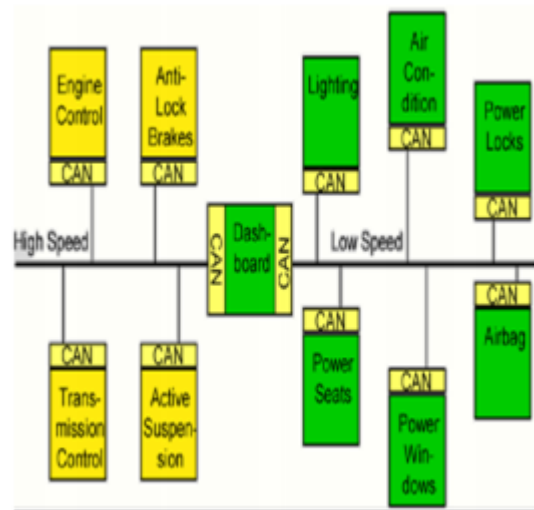 Engine
Control
CAN
Anti-
Lock
Brakes
CAN
Lighting
CAN
Air
Con-
dition
CAN
Power
Locks
CAN
High Speed
CAN
Dash-
board
CAN
Low Speed
CAN
Trans-
mission
Control
CAN
Active
Suspen-
sion
CAN
Power
Seats
CAN
Power
Win-
dows
CAN
Airbag